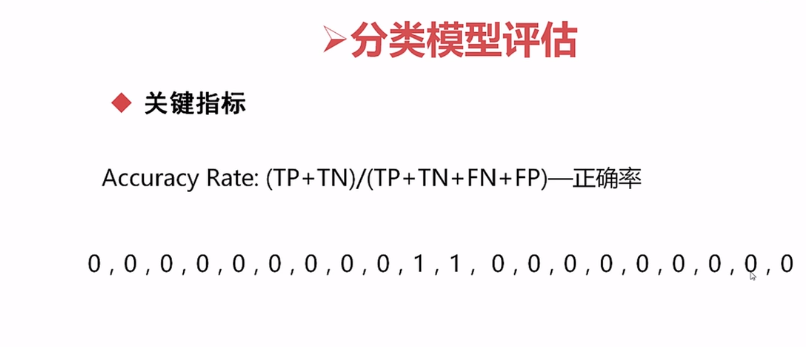 ➢分类模型评估
◆ 关键指标
Accuracy Rate: (TP+TN)/(TP+TN+FN+FP)—正确率
0 , 0 , 0 , 0 , 0 , 0 , 0 , 0 , 0 , 1 , 1 , 0 , 0 , 0 , 0 , 0 , 0 , 0 , 0 , 0